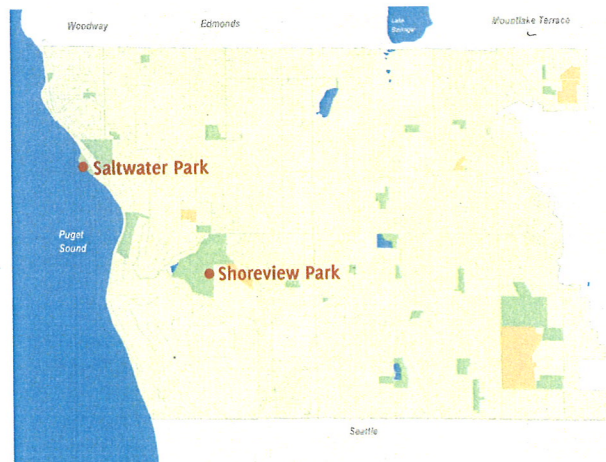 Woodway
Edmonds
Lake
Ballinger
Mountlake Terrace
Saltwater Park
Puget
Sound
Shoreview Park
Seattle